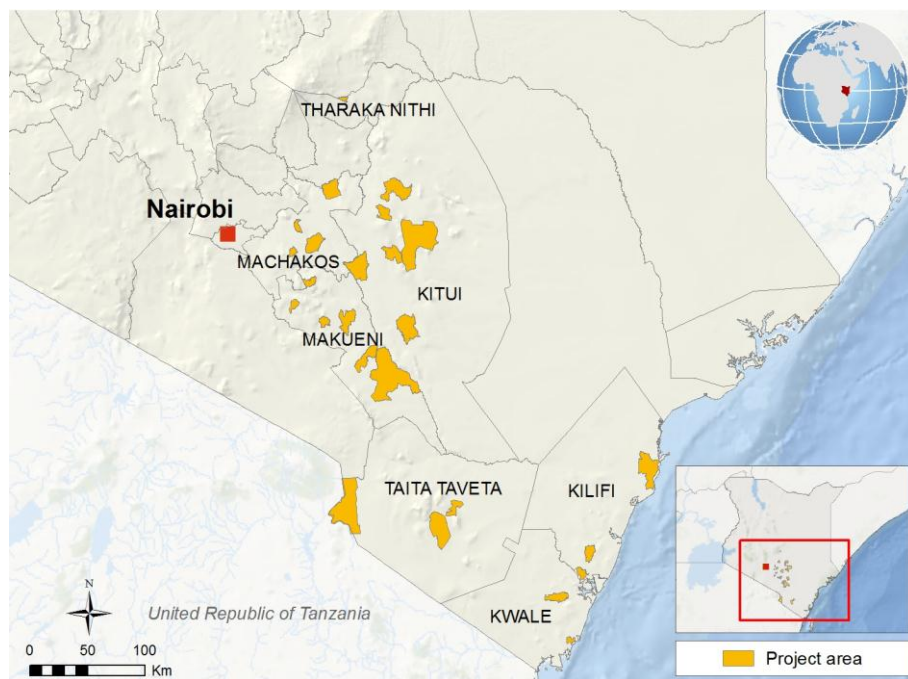 THARAKA NITHI
Nairobi
MACHAKOS
KITUI
MAKUENI
TAITA TAVETA
KILIFI
KWALE
N
United Republic of Tanzania
0 50 100
Km
Project area